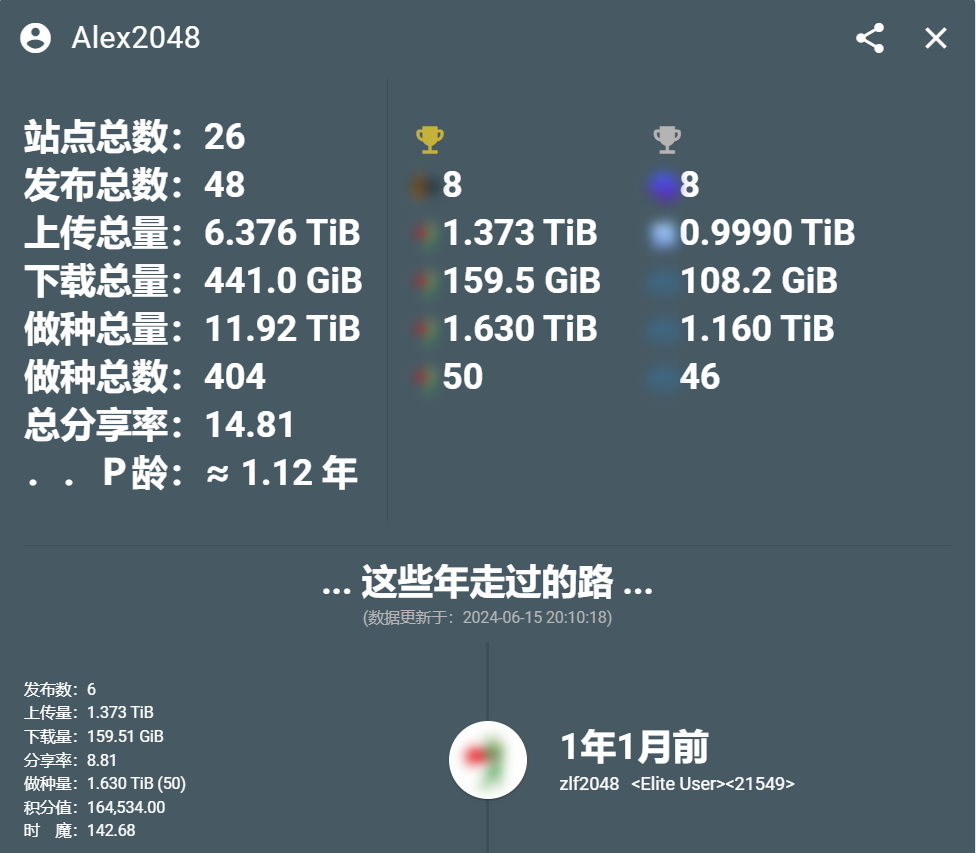 Alex2048
站点总数：26
发布总数：48
上传总量：6.376 TiB
下载总量：441.0 GiB
做种总量：11.92 TiB
做种总数：404
总分享率：14.81
．．P龄：≈ 1.12 年
8
1.373 TiB
159.5 GiB
1.630 TiB
50
8
0.9990 TiB
108.2 GiB
1.160 TiB
46
... 这些年走过的路 ...
(数据更新于：2024-06-15 20:10:18)
发布数：6
上传量：1.373 TiB
下载量：159.51 GiB
分享率：8.81
做种量：1.630 TiB (50)
积分值：164,534.00
时　魔：142.68
1年1月前
zlf2048 <Elite User><21549>